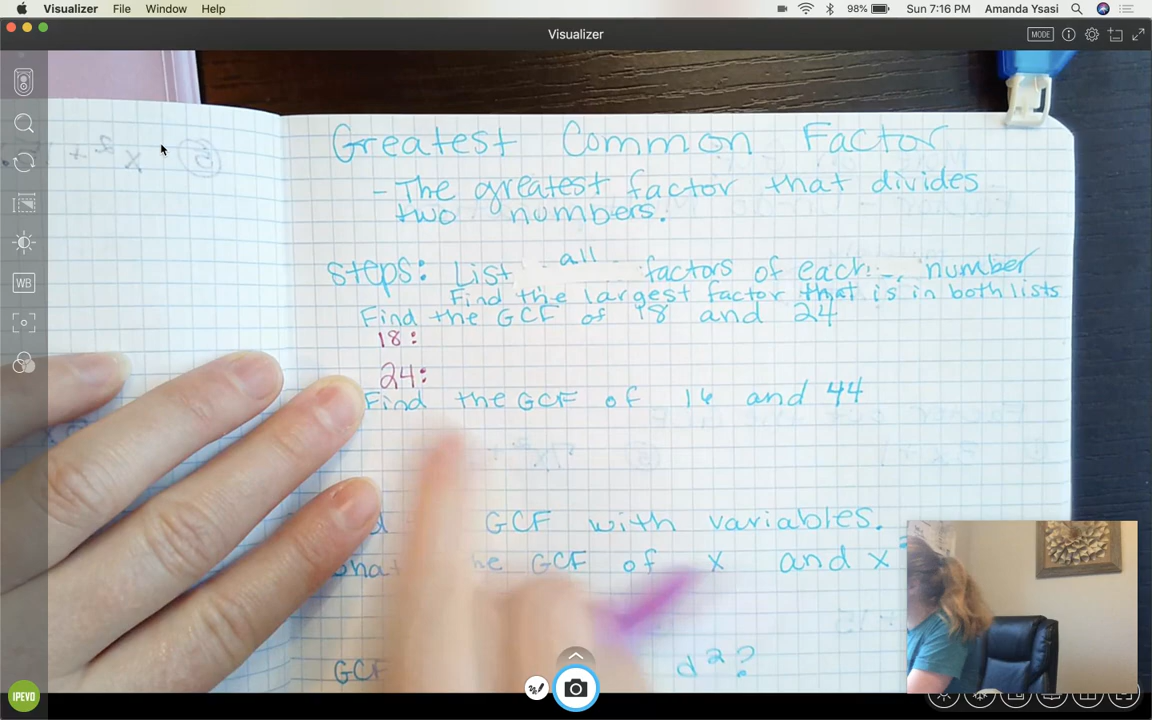 Visualizer File Window Help 98% Sun 7:16 PM Amanda Ysasi
Visualizer
MODE
WB
IPEVO
Greatest Common Factor
- The greatest factor that divides
two numbers.
Steps: List all factors of each number
Find the largest factor that is in both lists
Find the GCF of 18 and 24
18:
24:
Find the GCF of 16 and 44
GCF with variables.
GCF of x and x
GCF d²?